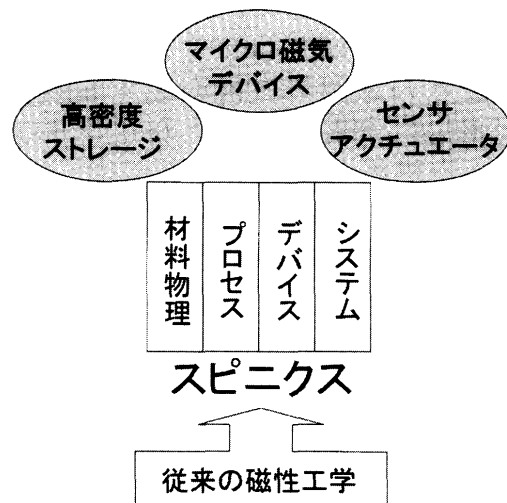 マイクロ磁気
デバイス
高密度
ストレージ
センサ
アクチュエータ
材料物理
プロセス
デバイス
システム
スピニクス
従来の磁性工学